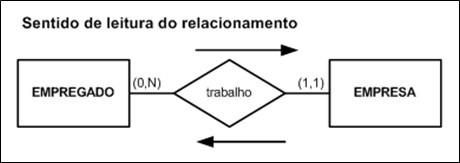 Sentido de leitura do relacionamento
EMPREGADO (0,N) trabalho (1,1) EMPRESA